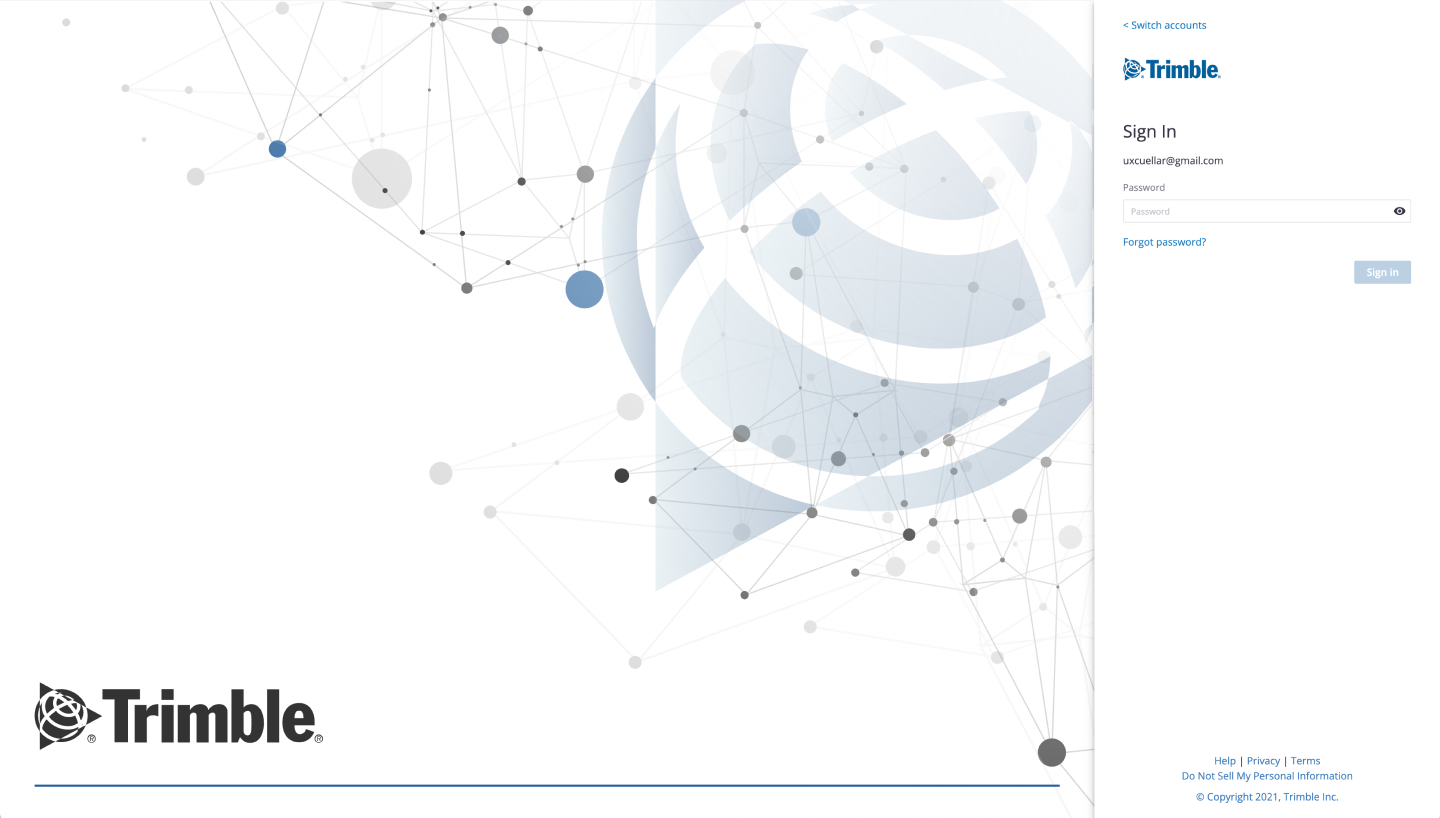 Trimble®
< Switch accounts
Trimble
Sign In
uxcuellar@gmail.com
Password
Password
Forgot password?
Sign in
Help | Privacy | Terms
Do Not Sell My Personal Information
© Copyright 2021, Trimble Inc.